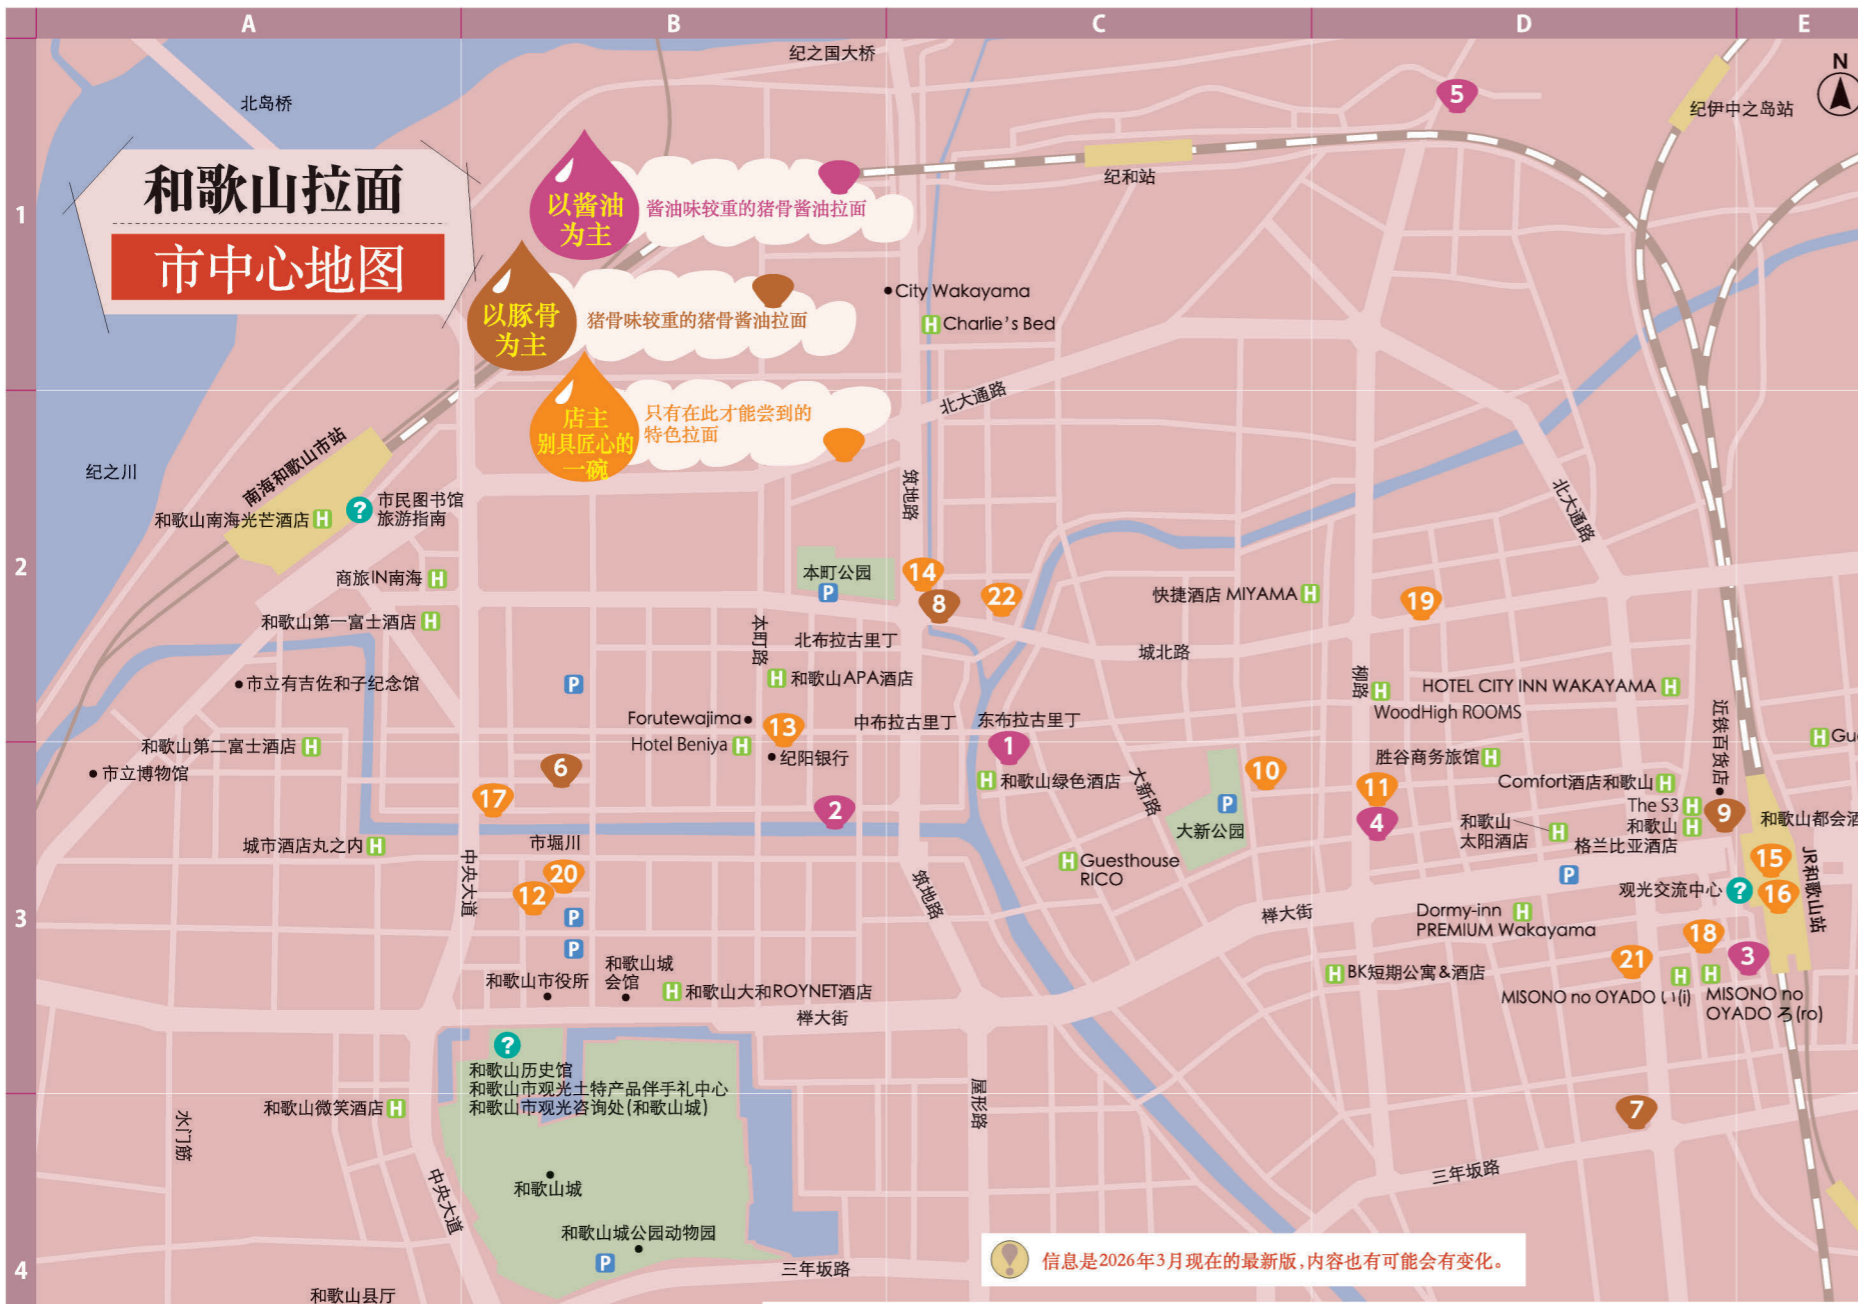 A
B
C
D
E
1
2
3
4
N
和歌山拉面
市中心地图
以酱油
为主
酱油味较重的猪骨酱油拉面
以豚骨
为主
猪骨味较重的猪骨酱油拉面
店主
别具匠心的
一碗
只有在此才能尝到的
特色拉面
纪之国大桥
北岛桥
5
纪伊中之岛站
纪和站
City Wakayama
H Charlie's Bed
北大通路
纪之川
南海和歌山市站
?
市民图书馆
旅游指南
和歌山南海光芒酒店 H
筑地路
北大通路
商旅IN南海 H
本町公园
P
14
8
22
快捷酒店 MIYAMA H
19
和歌山第一富士酒店 H
本町路
北布拉古里丁
城北路
市立有吉佐和子纪念馆
P
H 和歌山APA酒店
柳路
H
WoodHigh ROOMS
HOTEL CITY INN WAKAYAMA H
Forutewajima
13
中布拉古里丁
东布拉古里丁
近铁百货店
和歌山第二富士酒店 H
Hotel Beniya H
纪阳银行
1
H Gu
市立博物馆
6
H 和歌山绿色酒店
大新路
10
胜谷商务旅馆 H
17
2
P
11
Comfort酒店和歌山 H
The S3 H
9
大新公园
4
和歌山
太阳酒店
H
和歌山 H
格兰比亚酒店
和歌山都会酒
城市酒店丸之内 H
市堀川
中央大道
20
12
P
P
筑地路
H Guesthouse
RICO
P
15
JR和歌山站
观光交流中心 ?
16
榉大街
Dormy-inn H
PREMIUM Wakayama
18
21
3
和歌山市役所
和歌山城
会馆
H 和歌山大和ROYNET酒店
H BK短期公寓&酒店
H
MISONO no OYADO い(i)
H
MISONO no
OYADO ろ(ro)
榉大街
?
和歌山历史馆
和歌山市观光土特产品伴手礼中心
和歌山市观光咨询处(和歌山城)
和歌山微笑酒店 H
水门筋
屋形路
7
中央大道
和歌山城
三年坂路
和歌山城公园动物园
P
三年坂路
信息是2026年3月现在的最新版,内容也有可能会有变化。
和歌山县厅